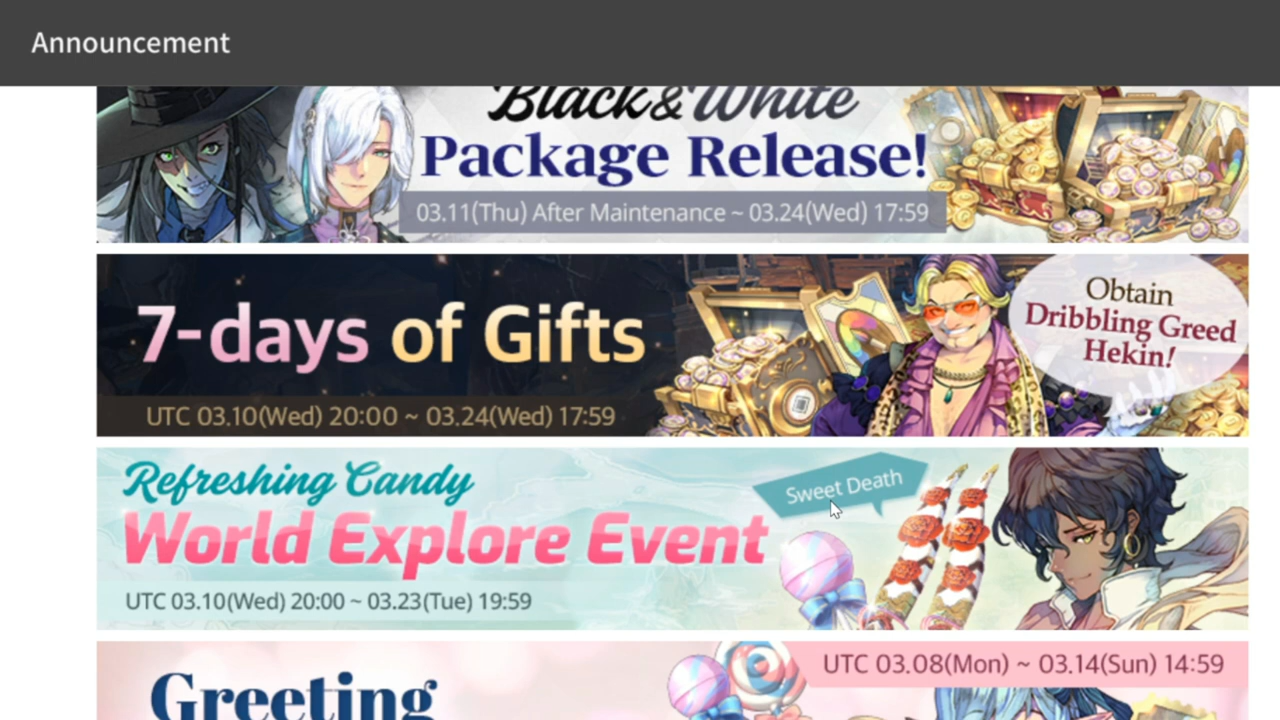 Announcement
Black&White
Package Release!
03.11(Thu) After Maintenance ~ 03.24(Wed) 17:59
7-days of Gifts
UTC 03.10(Wed) 20:00 ~ 03.24(Wed) 17:59
Obtain
Dribbling Greed
Hekin!
Refreshing Candy
World Explore Event
UTC 03.10(Wed) 20:00 ~ 03.23(Tue) 19:59
Sweet Death
UTC 03.08(Mon) ~ 03.14(Sun) 14:59
Greeting